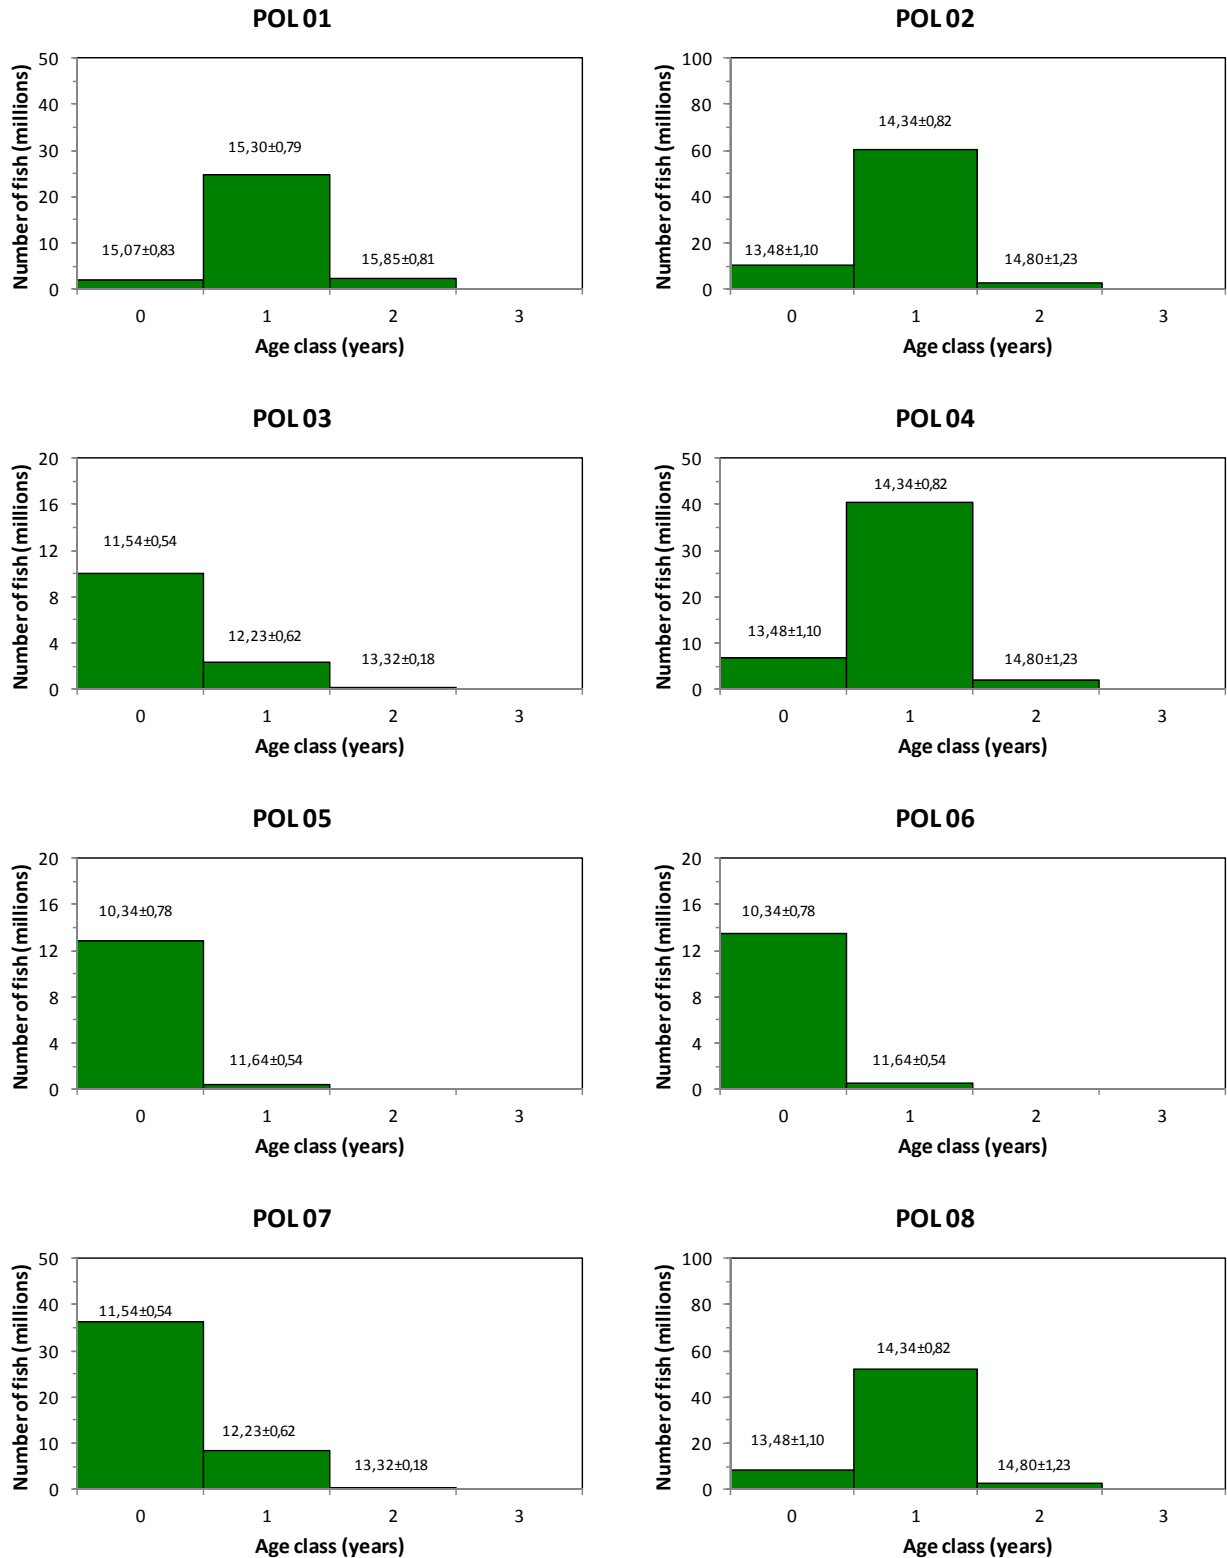 POL 01
Number of fish (millions)
50
40
30
20
10
0
15,07±0,83
15,30±0,79
15,85±0,81
0 1 2 3
Age class (years)
POL 02
Number of fish (millions)
100
80
60
40
20
0
13,48±1,10
14,34±0,82
14,80±1,23
0 1 2 3
Age class (years)
POL 03
Number of fish (millions)
20
16
12
8
4
0
11,54±0,54
12,23±0,62
13,32±0,18
0 1 2 3
Age class (years)
POL 04
Number of fish (millions)
50
40
30
20
10
0
13,48±1,10
14,34±0,82
14,80±1,23
0 1 2 3
Age class (years)
POL 05
Number of fish (millions)
20
16
12
8
4
0
10,34±0,78
11,64±0,54
0 1 2 3
Age class (years)
POL 06
Number of fish (millions)
20
16
12
8
4
0
10,34±0,78
11,64±0,54
0 1 2 3
Age class (years)
POL 07
Number of fish (millions)
50
40
30
20
10
0
11,54±0,54
12,23±0,62
13,32±0,18
0 1 2 3
Age class (years)
POL 08
Number of fish (millions)
100
80
60
40
20
0
13,48±1,10
14,34±0,82
14,80±1,23
0 1 2 3
Age class (years)